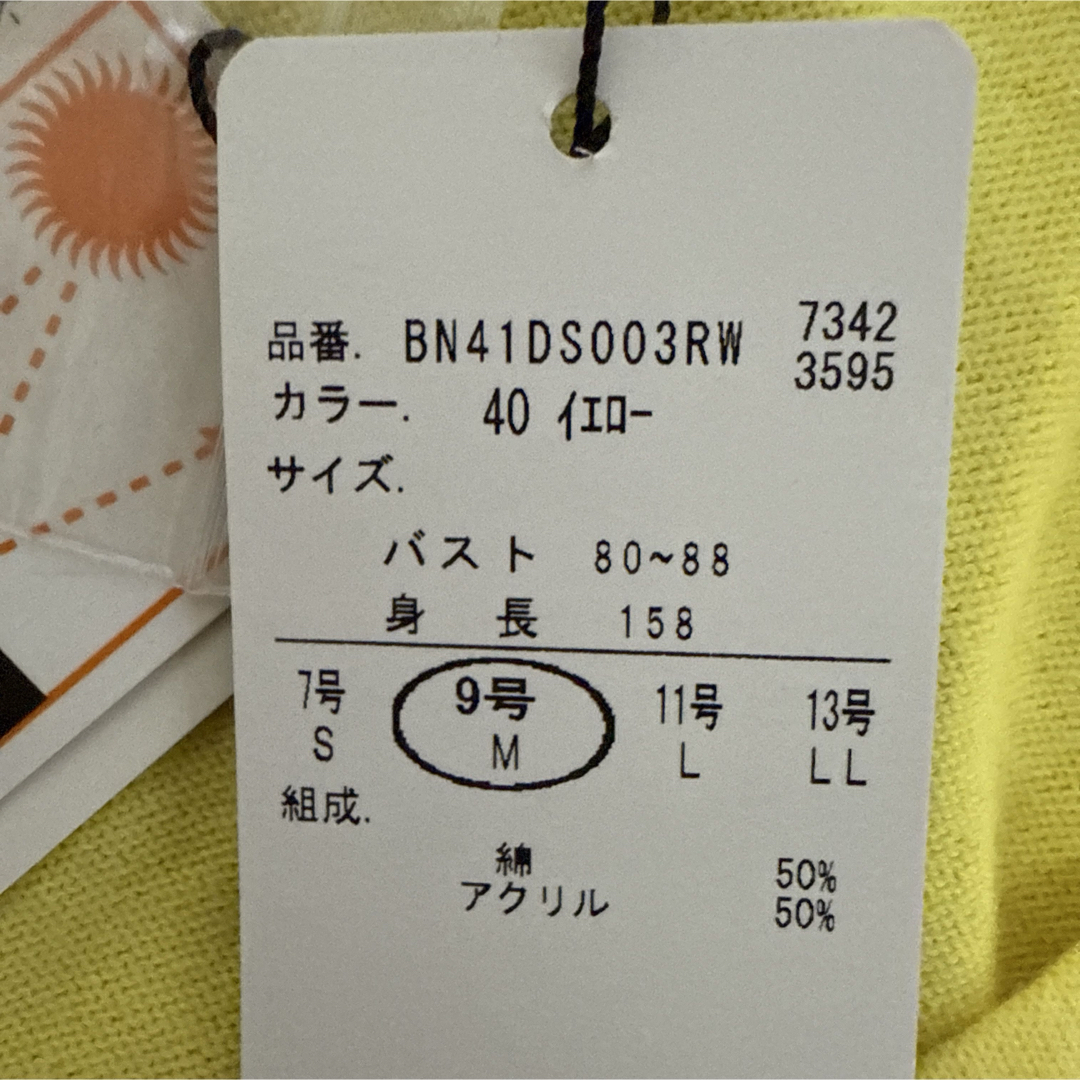 品番. BN41DS003RW 7342
3595
カラー. 40 ｲｴﾛｰ
サイズ.
バスト 80~88
身 長 158
7号 9号 11号 13号
S M L LL
組成.
綿 50%
アクリル 50%